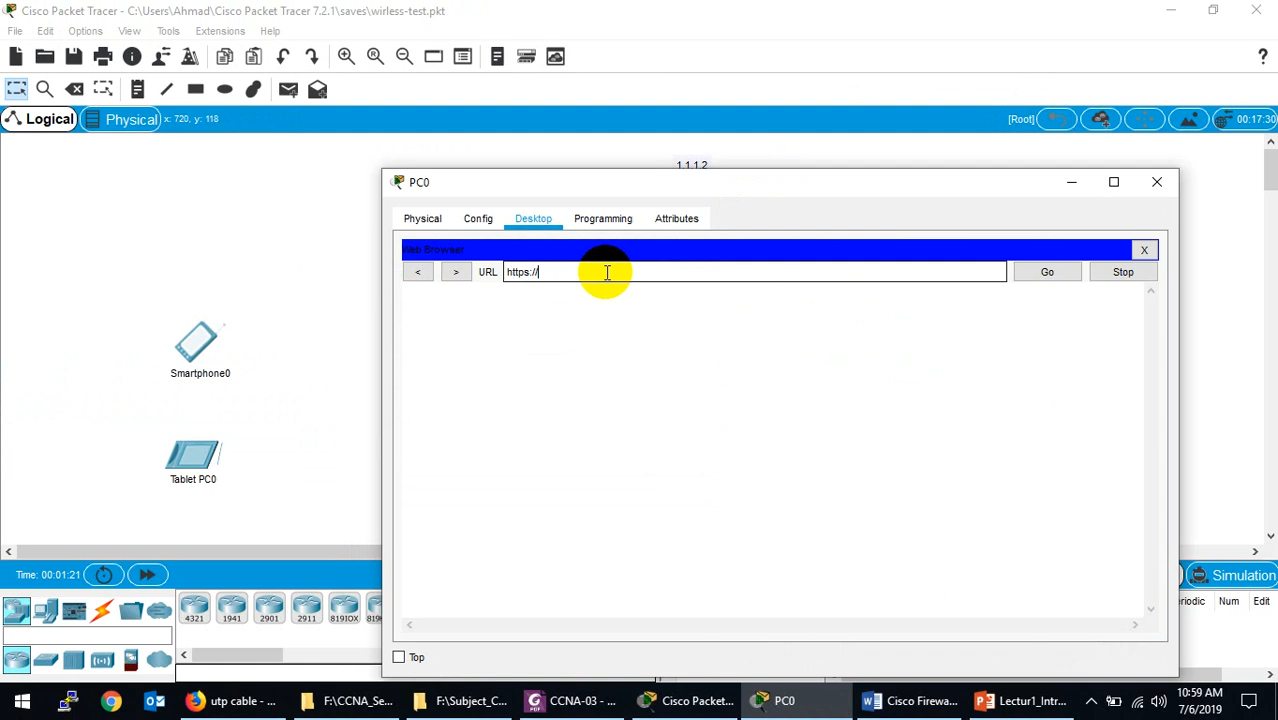 Cisco Packet Tracer - C:\Users\Ahmad\Cisco Packet Tracer 7.2.1\saves\wirless-test.pkt
File Edit Options View Tools Extensions Help
Logical Physical x: 720, y: 118 [Root] 00:17:30
1.1.1.2
PC0
Physical Config Desktop Programming Attributes
Web Browser X
< > URL https:// Go Stop
Smartphone0
Tablet PC0
Time: 00:01:21 Simulation
4321 1941 2901 2911 819IOX
eriodic Num Edit
Top
utp cable - ... F:\CCNA_Se... F:\Subject_C... CCNA-03 - ... Cisco Packet... PC0 Cisco Firewa... Lectur1_Intr...
10:59 AM
7/6/2019